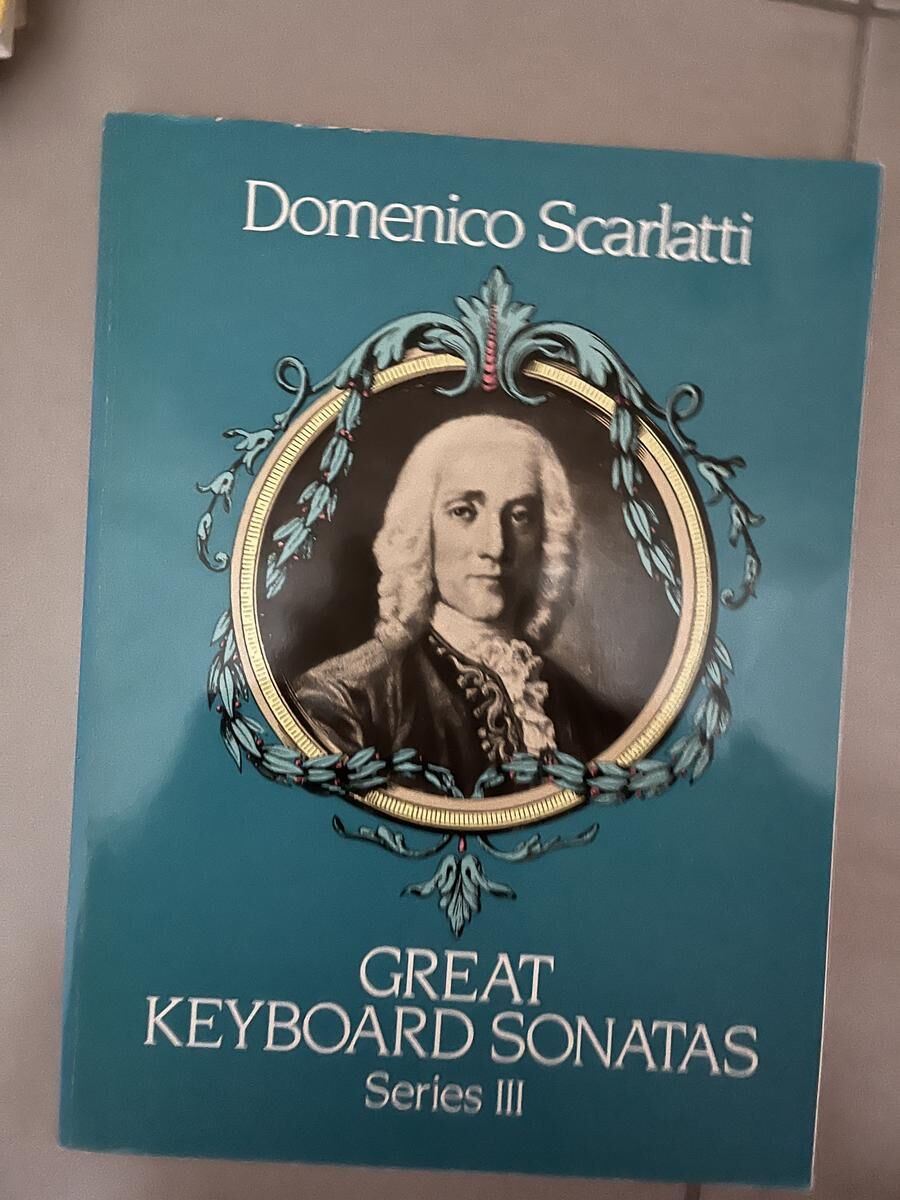 Domenico Scarlatti
GREAT
KEYBOARD SONATAS
Series III